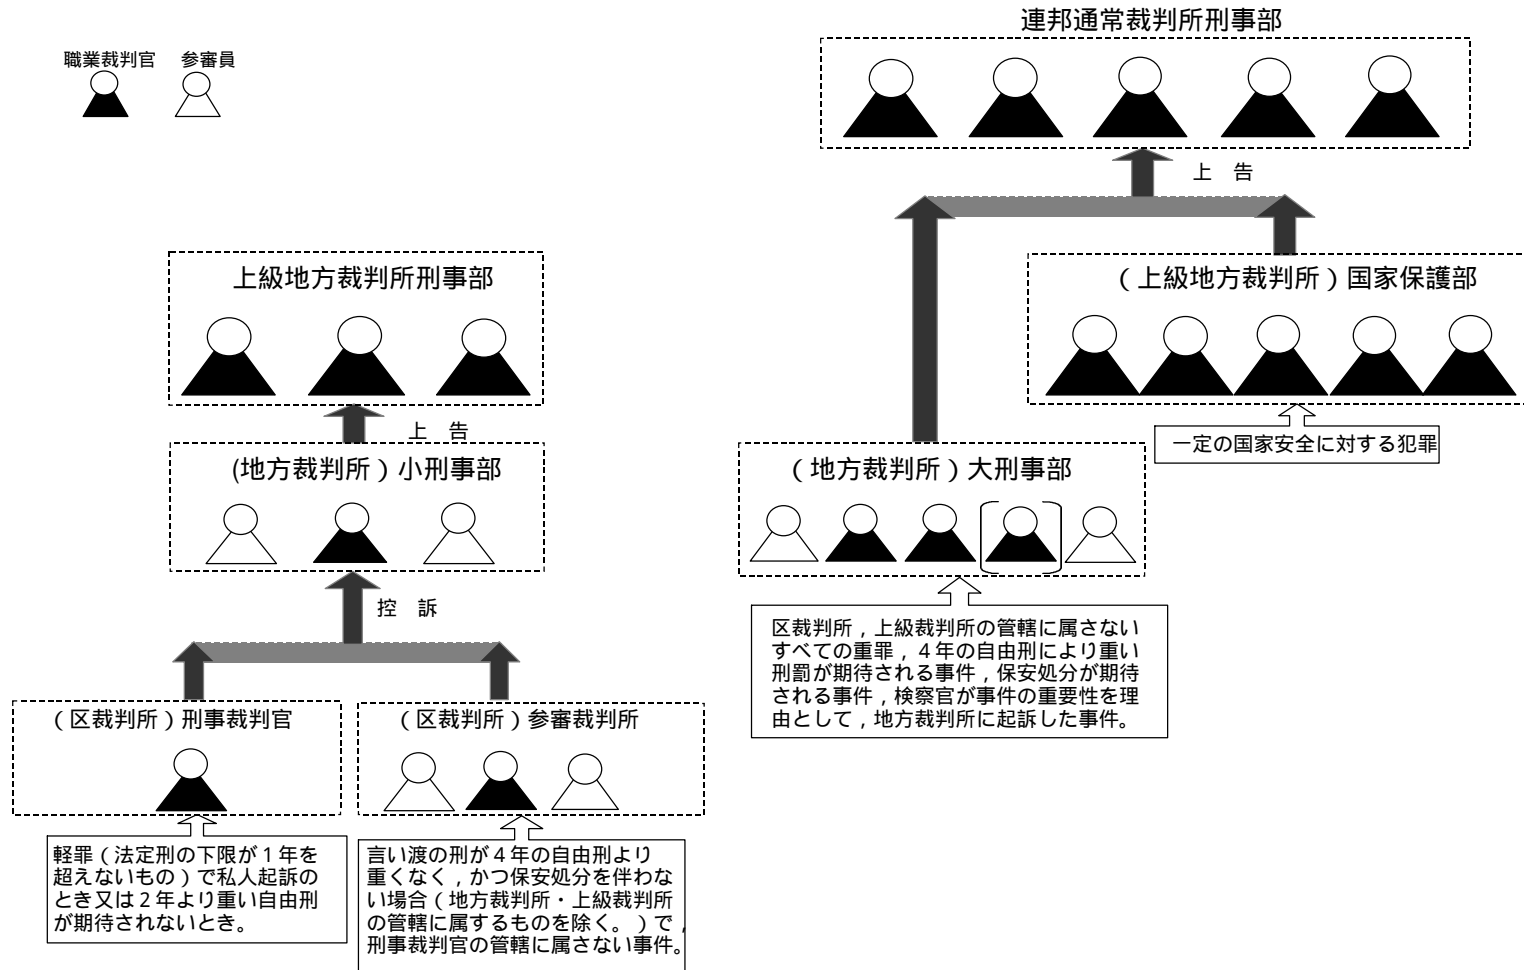 連邦通常裁判所刑事部
職業裁判官 参審員
上 告
上級地方裁判所刑事部
（上級地方裁判所）国家保護部
上 告
一定の国家安全に対する犯罪
(地方裁判所）小刑事部
（地方裁判所）大刑事部
控 訴
区裁判所，上級裁判所の管轄に属さない
すべての重罪，４年の自由刑により重い
刑罰が期待される事件，保安処分が期待
される事件，検察官が事件の重要性を理
由として，地方裁判所に起訴した事件。
（区裁判所）刑事裁判官
（区裁判所）参審裁判所
軽罪（法定刑の下限が１年を
超えないもの）で私人起訴の
とき又は２年より重い自由刑
が期待されないとき。
言い渡の刑が４年の自由刑より
重くなく，かつ保安処分を伴わな
い場合（地方裁判所・上級裁判所
の管轄に属するものを除く。）で，
刑事裁判官の管轄に属さない事件。